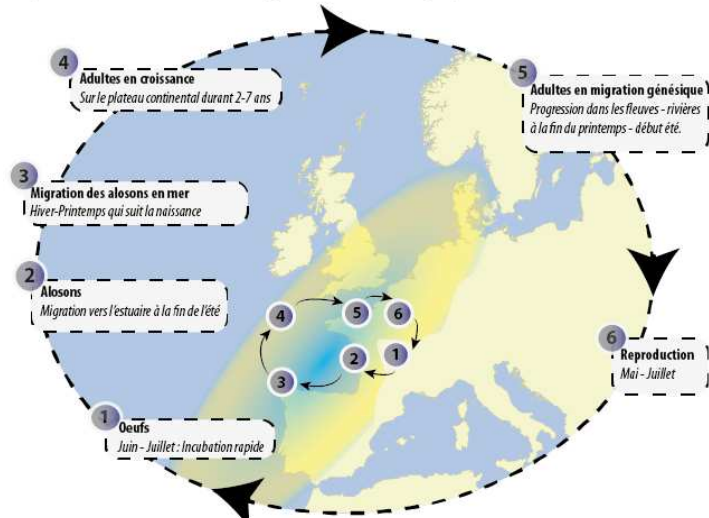 4
Adultes en croissance
Sur le plateau continental durant 2-7 ans
5
Adultes en migration génésique
Progression dans les fleuves - rivières
à la fin du printemps - début été.
3
Migration des alosons en mer
Hiver-Printemps qui suit la naissance
2
Alosons
Migration vers l'estuaire à la fin de l'été
4
5
6
3
2
1
6
Reproduction
Mai - Juillet
1
Oeufs
Juin - Juillet : Incubation rapide